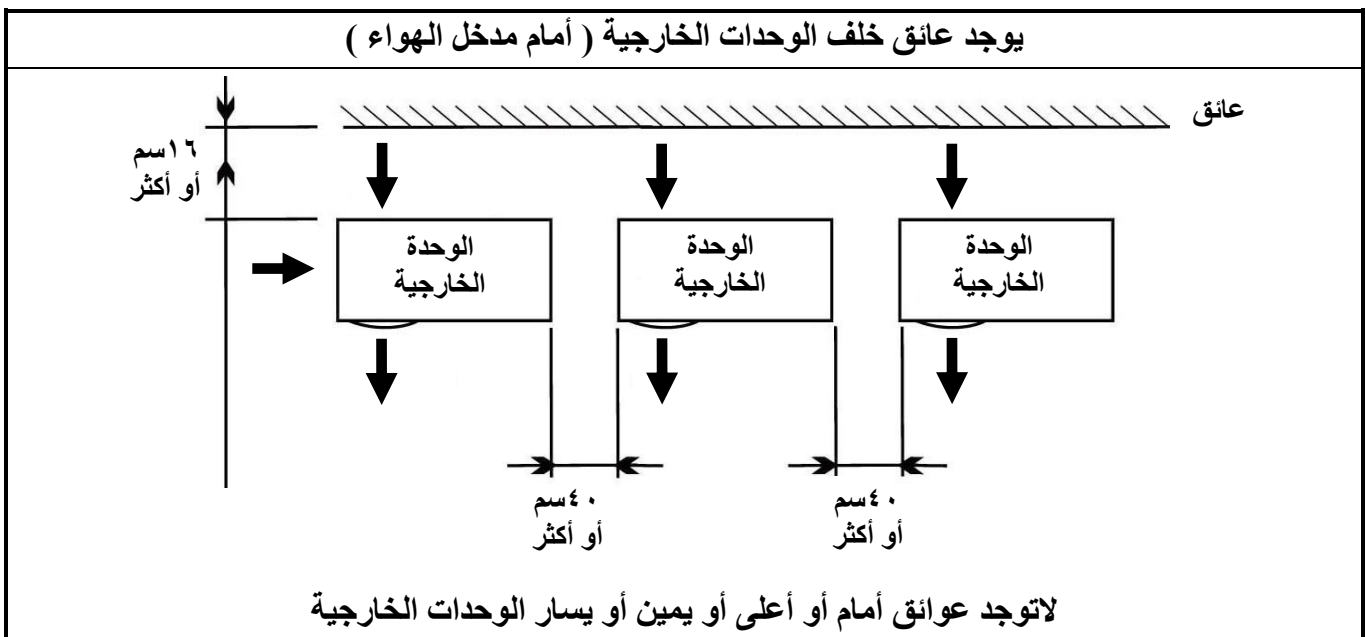 يوجد عائق خلف الوحدات الخارجية ( أمام مدخل الهواء )
عائق
١٦سم
أو أكثر
الوحدة
الخارجية
الوحدة
الخارجية
الوحدة
الخارجية
٤٠سم
أو أكثر
٤٠سم
أو أكثر
لاتوجد عوائق أمام أو أعلى أو يمين أو يسار الوحدات الخارجية